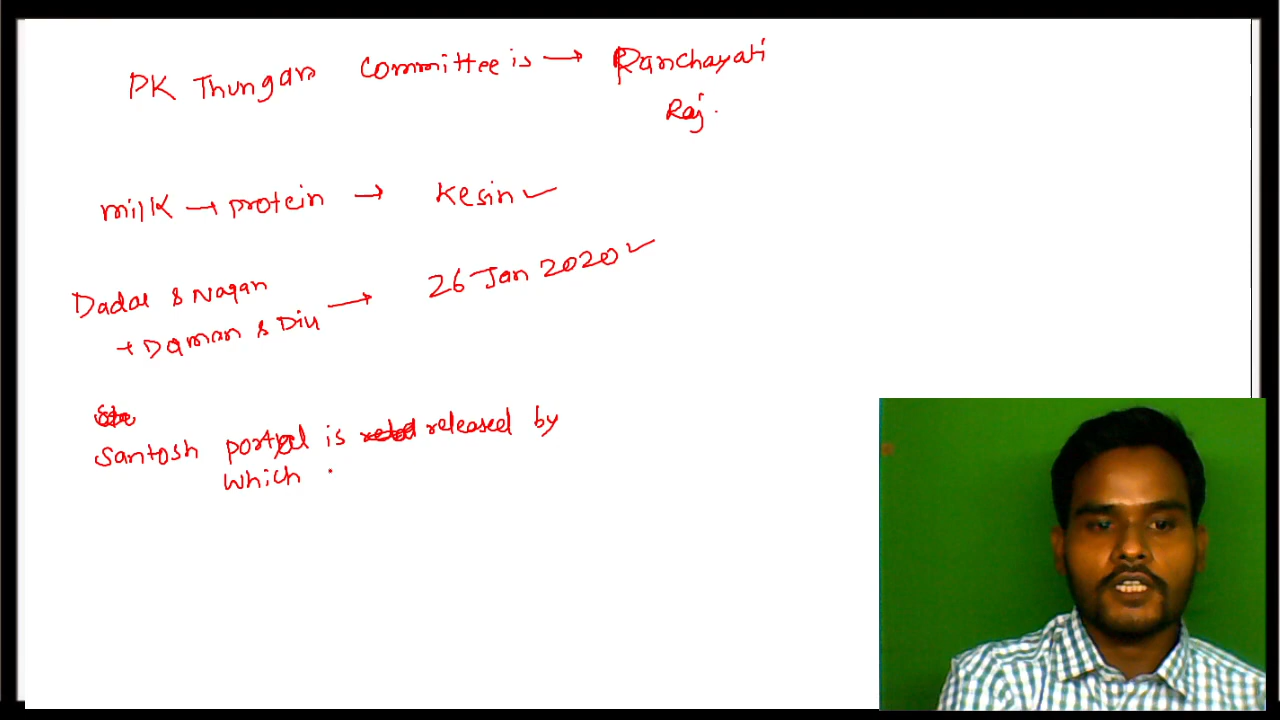 PK Thungan Committee is → Panchayati
Raj.
milk → protein → Kesin ✓
Dadar & Nagan
+ Daman & Diu → 26 Jan 2020 ✓
Santosh portal is released by
which